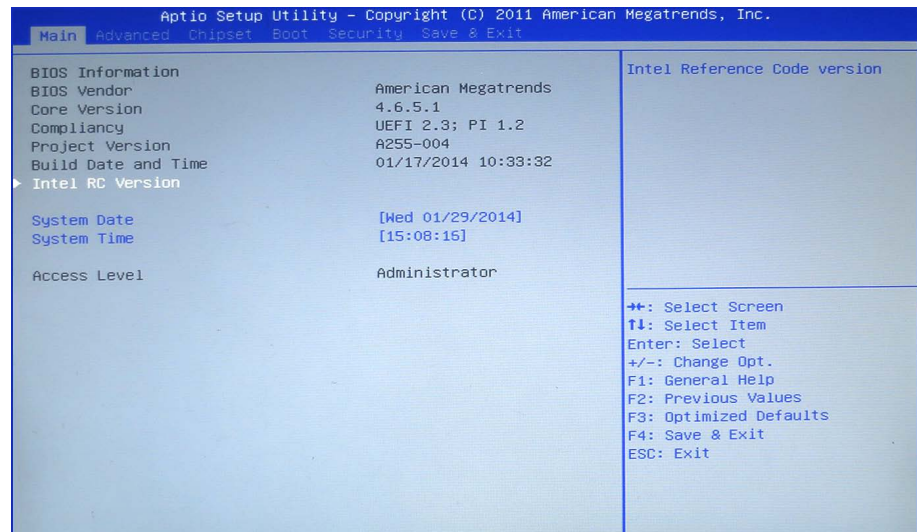 Aptio Setup Utility – Copyright (C) 2011 American Megatrends, Inc.
Main Advanced Chipset Boot Security Save & Exit
BIOS Information
BIOS Vendor American Megatrends
Core Version 4.6.5.1
Compliancy UEFI 2.3; PI 1.2
Project Version A255-004
Build Date and Time 01/17/2014 10:33:32
Intel RC Version
System Date [Wed 01/29/2014]
System Time [15:08:16]
Access Level Administrator
Intel Reference Code version
→←: Select Screen
↑↓: Select Item
Enter: Select
+/-: Change Opt.
F1: General Help
F2: Previous Values
F3: Optimized Defaults
F4: Save & Exit
ESC: Exit